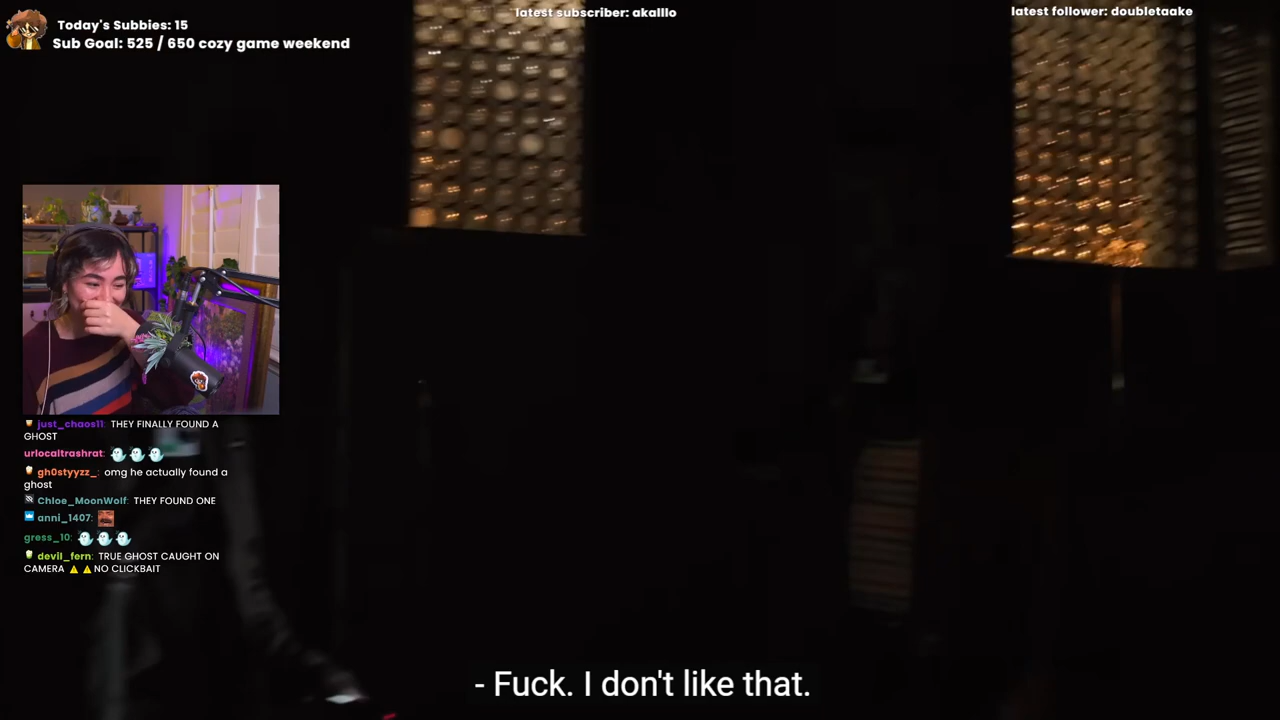 Today's Subbies: 15
Sub Goal: 525 / 650 cozy game weekend
latest subscriber: akalllo
latest follower: doubletaake
just_chaos11: THEY FINALLY FOUND A
GHOST
urlocaltrashrat: 👻 👻 👻
gh0styyzz_: omg he actually found a
ghost
Chloe_MoonWolf: THEY FOUND ONE
anni_1407:
gress_10: 👻 👻 👻
devil_fern: TRUE GHOST CAUGHT ON
CAMERA ⚠ ⚠ NO CLICKBAIT
- Fuck. I don't like that.